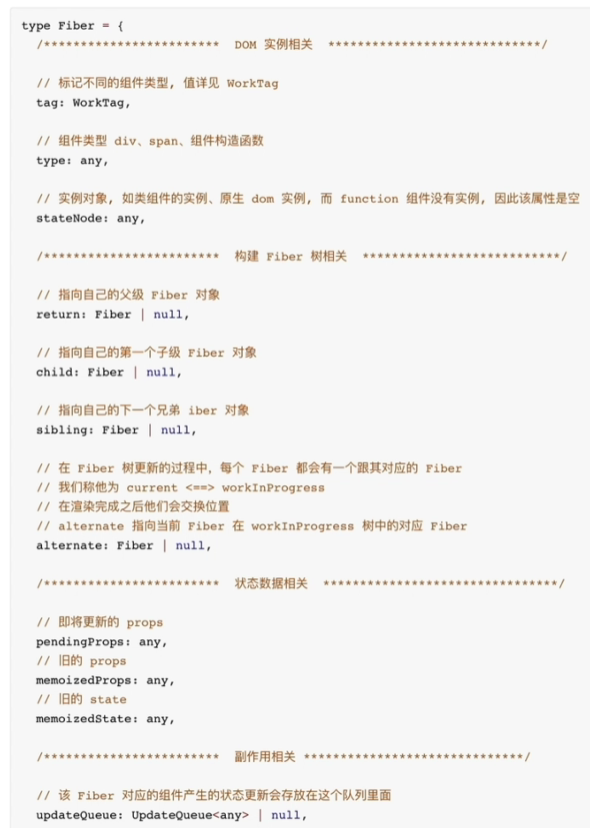 type Fiber = {
/************************ DOM 实例相关 *****************************/
// 标记不同的组件类型, 值详见 WorkTag
tag: WorkTag,
// 组件类型 div、span、组件构造函数
type: any,
// 实例对象, 如类组件的实例、原生 dom 实例, 而 function 组件没有实例, 因此该属性是空
stateNode: any,
/************************ 构建 Fiber 树相关 ***************************/
// 指向自己的父级 Fiber 对象
return: Fiber | null,
// 指向自己的第一个子级 Fiber 对象
child: Fiber | null,
// 指向自己的下一个兄弟 iber 对象
sibling: Fiber | null,
// 在 Fiber 树更新的过程中，每个 Fiber 都会有一个跟其对应的 Fiber
// 我们称他为 current <==> workInProgress
// 在渲染完成之后他们会交换位置
// alternate 指向当前 Fiber 在 workInProgress 树中的对应 Fiber
alternate: Fiber | null,
/************************ 状态数据相关 ********************************/
// 即将更新的 props
pendingProps: any,
// 旧的 props
memoizedProps: any,
// 旧的 state
memoizedState: any,
/************************ 副作用相关 ******************************/
// 该 Fiber 对应的组件产生的状态更新会存放在这个队列里面
updateQueue: UpdateQueue<any> | null,